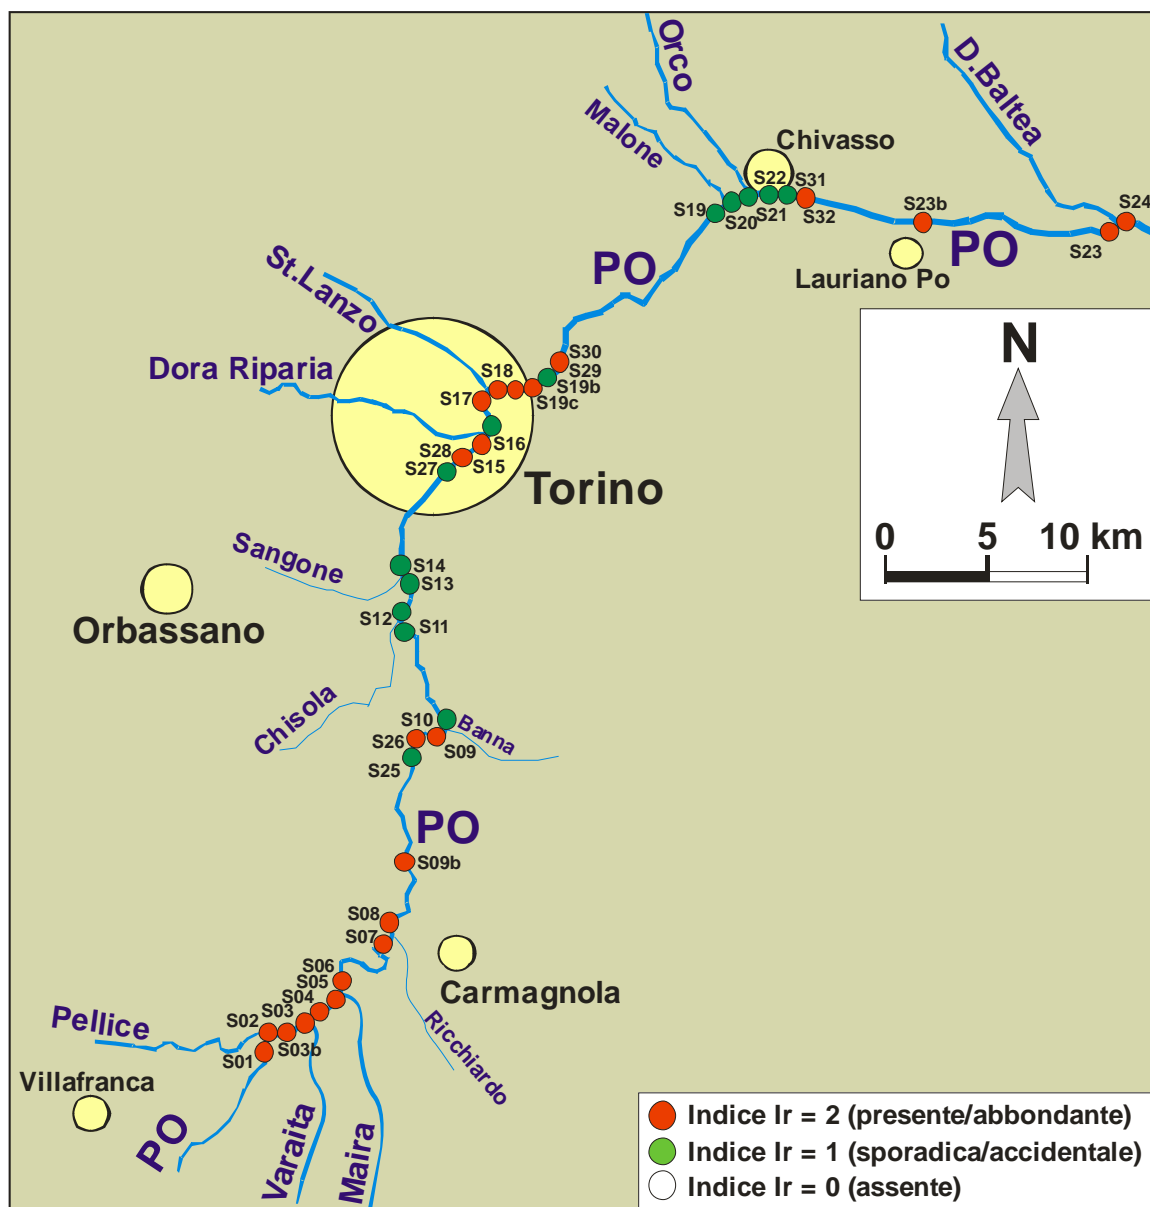 Orco
D.Baltea
Malone
Chivasso
S22
S31
S19
S20
S21
S32
S23b
S24
S23
PO
PO
Lauriano Po
St.Lanzo
Dora Riparia
N
0 5 10 km
S30
S29
S19b
S19c
S18
S17
S16
S28
S15
S27
Torino
Sangone
S14
S13
Orbassano
S12
S11
Chisola
S10
Banna
S26
S09
S25
PO
S09b
S08
S07
S06
S05
Carmagnola
S04
S03
S02
S03b
Pellice
S01
Ricchiardo
Villafranca
PO
Varaita
Maira
Indice Ir = 2 (presente/abbondante)
Indice Ir = 1 (sporadica/accidentale)
Indice Ir = 0 (assente)